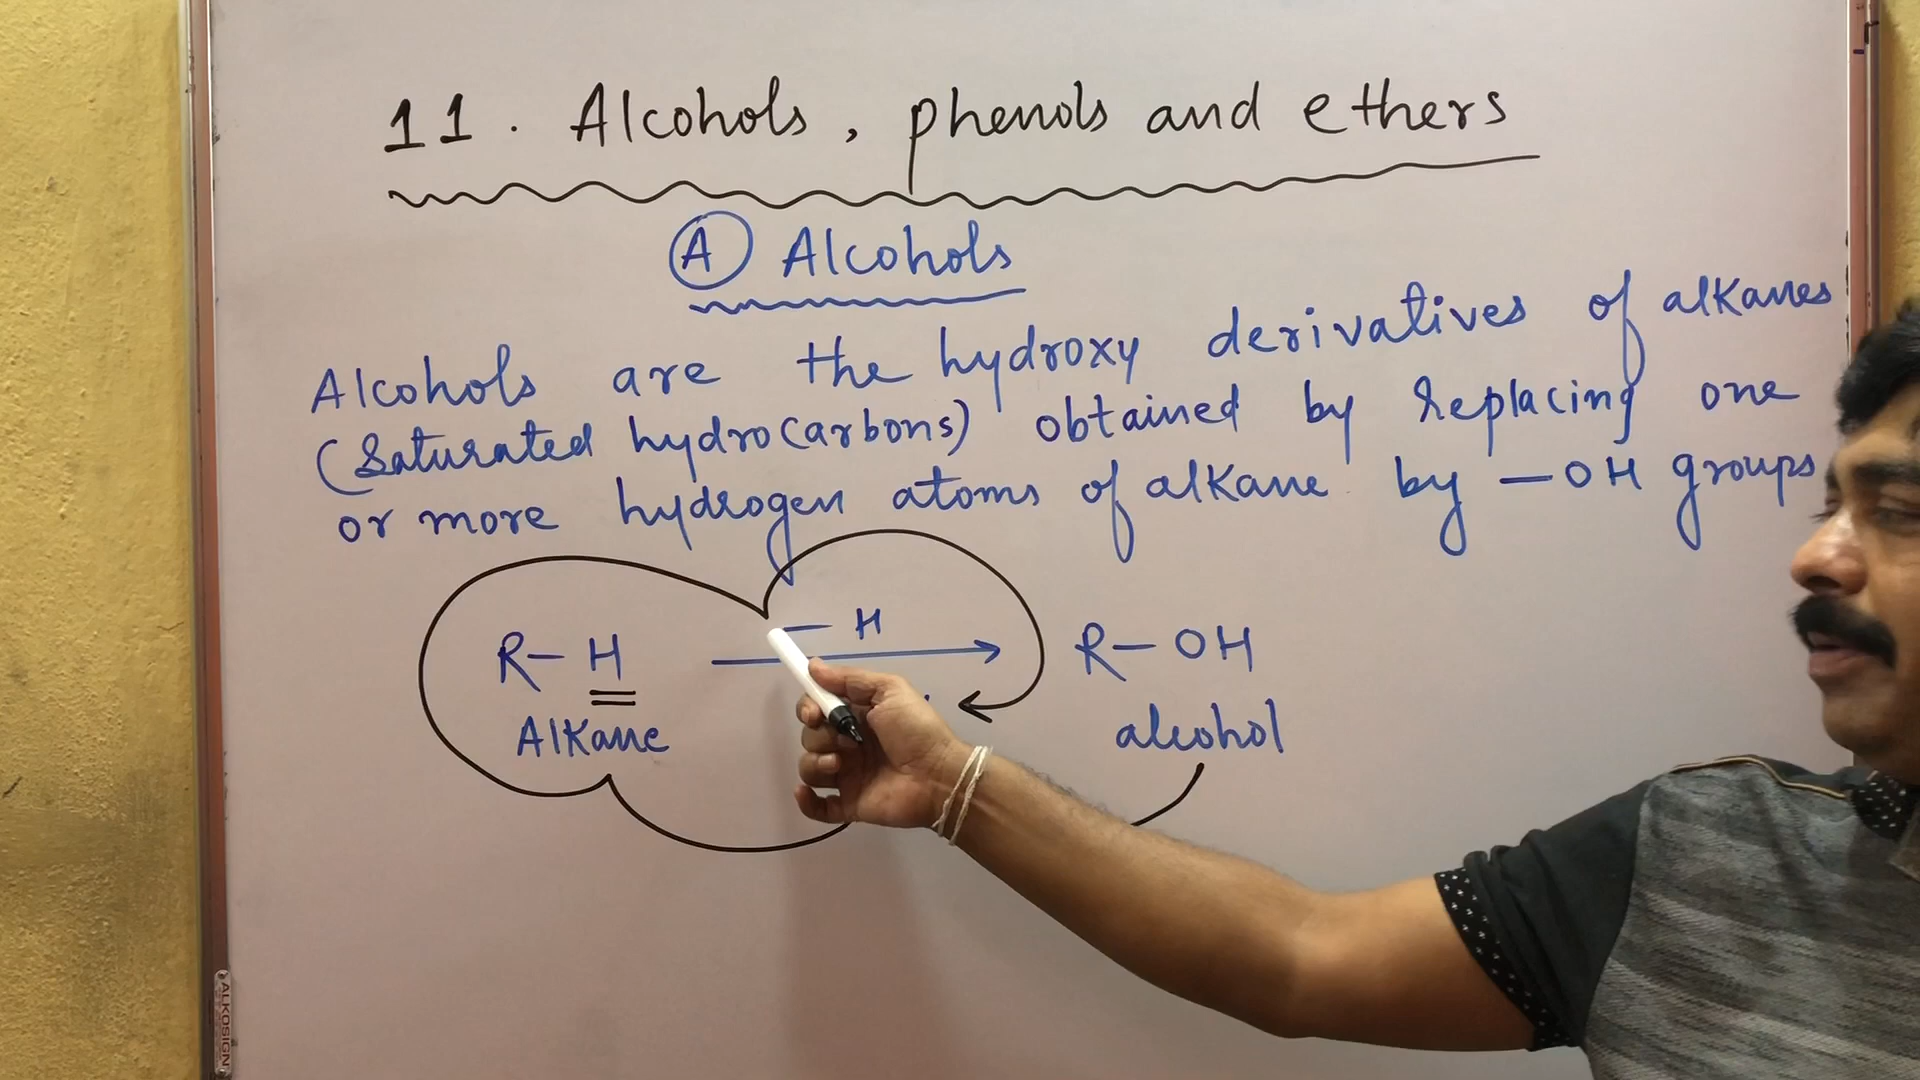 11. Alcohols, phenols and ethers
A Alcohols
Alcohols are the hydroxy derivatives of alkanes
(Saturated hydrocarbons) obtained by replacing one
or more hydrogen atoms of alkane by -OH groups
- H
R-H
R-OH
Alkane
alcohol
ALKOSIGN